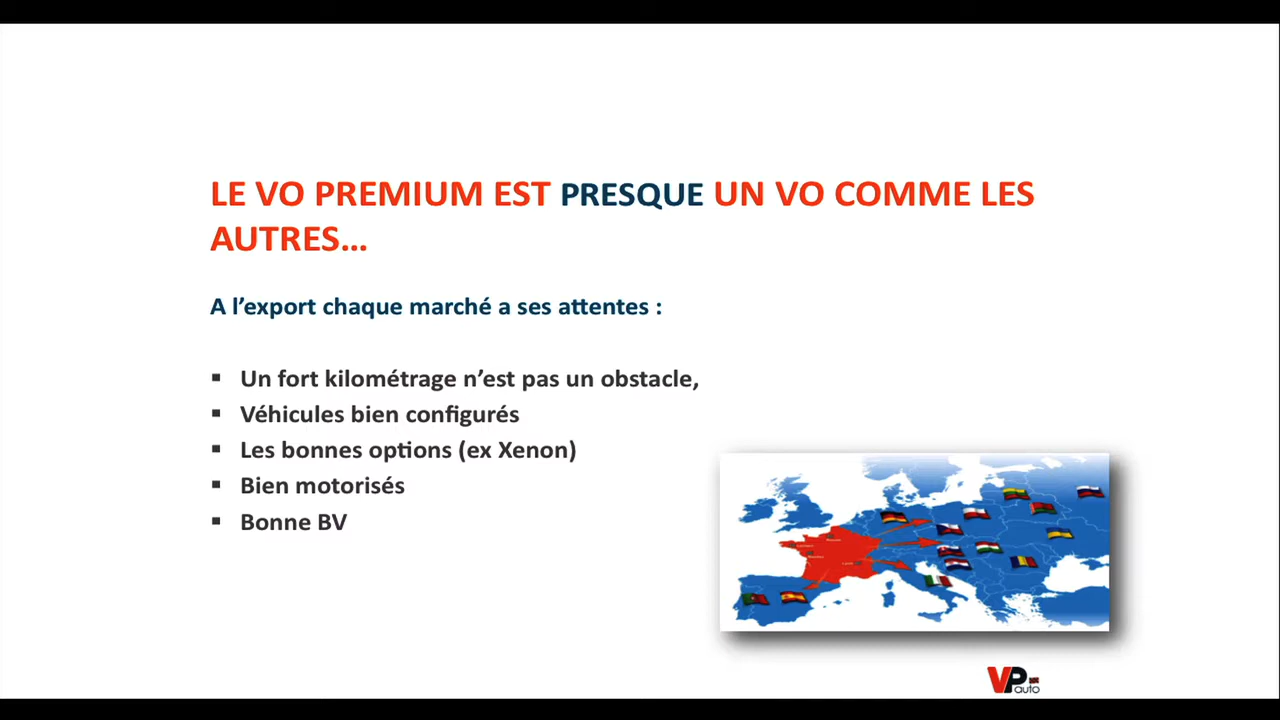 LE VO PREMIUM EST PRESQUE UN VO COMME LES
AUTRES…
A l’export chaque marché a ses attentes :
▪ Un fort kilométrage n’est pas un obstacle,
▪ Véhicules bien configurés
▪ Les bonnes options (ex Xenon)
▪ Bien motorisés
▪ Bonne BV
VP auto